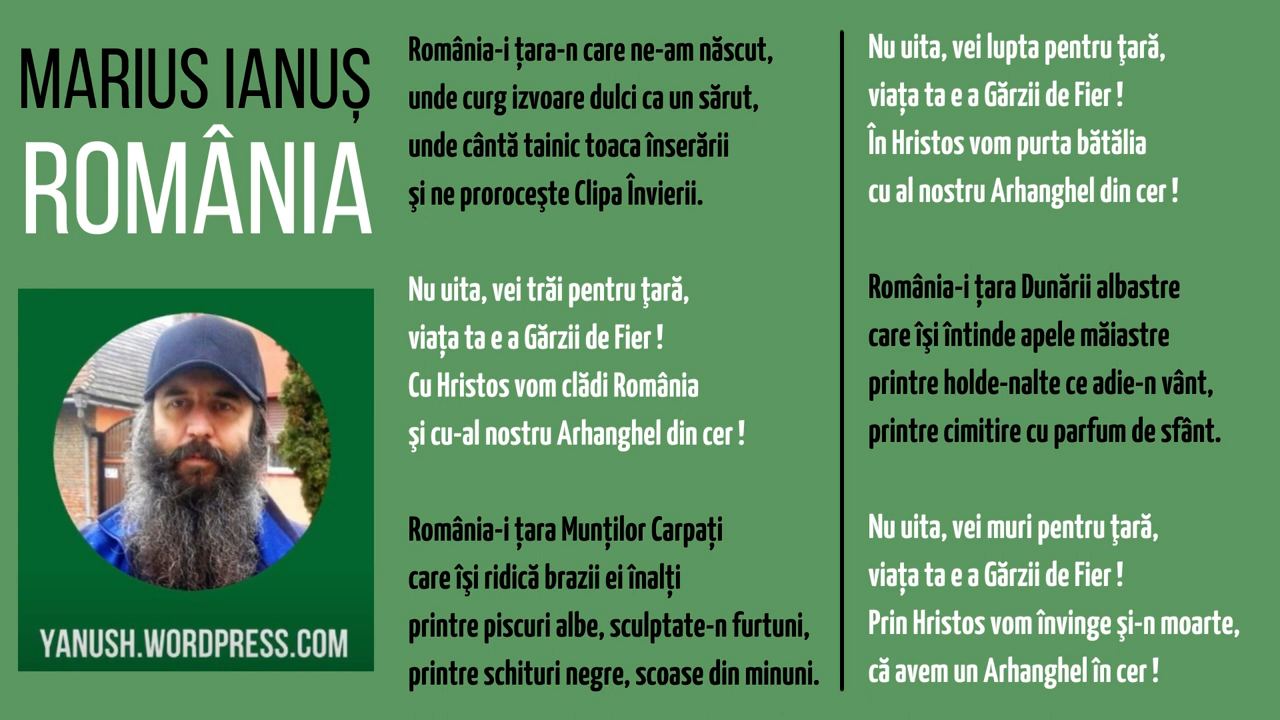 MARIUS IANUȘ
ROMÂNIA
YANUSH.WORDPRESS.COM
România-i țara-n care ne-am născut,
unde curg izvoare dulci ca un sărut,
unde cântă tainic toaca înserării
şi ne proroceşte Clipa Învierii.
Nu uita, vei trăi pentru ţară,
viața ta e a Gărzii de Fier !
Cu Hristos vom clădi România
şi cu-al nostru Arhanghel din cer !
România-i țara Munților Carpați
care îşi ridică brazii ei înalți
printre piscuri albe, sculptate-n furtuni,
printre schituri negre, scoase din minuni.
Nu uita, vei lupta pentru ţară,
viața ta e a Gărzii de Fier !
În Hristos vom purta bătălia
cu al nostru Arhanghel din cer !
România-i țara Dunării albastre
care îşi întinde apele măiastre
printre holde-nalte ce adie-n vânt,
printre cimitire cu parfum de sfânt.
Nu uita, vei muri pentru ţară,
viața ta e a Gărzii de Fier !
Prin Hristos vom învinge şi-n moarte,
că avem un Arhanghel în cer !